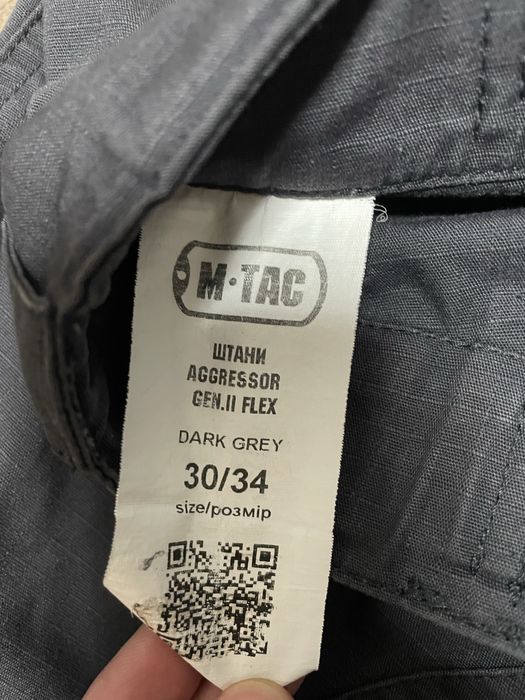 M·TAC
ШТАНИ
AGGRESSOR
GEN.II FLEX
DARK GREY
30/34
size/розмір